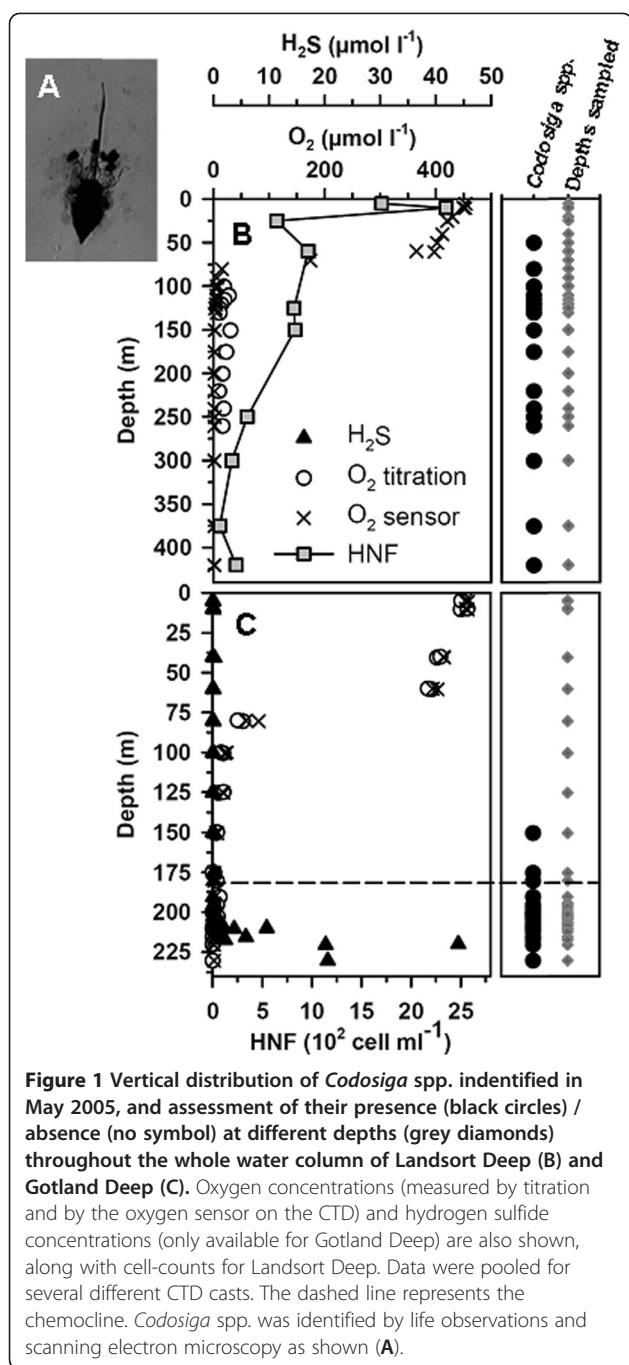 H2S (µmol l-1)
0 10 20 30 40 50
O2 (µmol l-1)
0 200 400
Codosiga spp.
Depths sampled
A
B
Depth (m)
0
50
100
150
200
250
300
350
400
H2S
O2 titration
O2 sensor
HNF
C
Depth (m)
0
25
50
75
100
125
150
175
200
225
0 5 10 15 20 25
HNF (102 cell ml-1)
Figure 1 Vertical distribution of Codosiga spp. indentified in
May 2005, and assessment of their presence (black circles) /
absence (no symbol) at different depths (grey diamonds)
throughout the whole water column of Landsort Deep (B) and
Gotland Deep (C). Oxygen concentrations (measured by titration
and by the oxygen sensor on the CTD) and hydrogen sulfide
concentrations (only available for Gotland Deep) are also shown,
along with cell-counts for Landsort Deep. Data were pooled for
several different CTD casts. The dashed line represents the
chemocline. Codosiga spp. was identified by life observations and
scanning electron microscopy as shown (A).